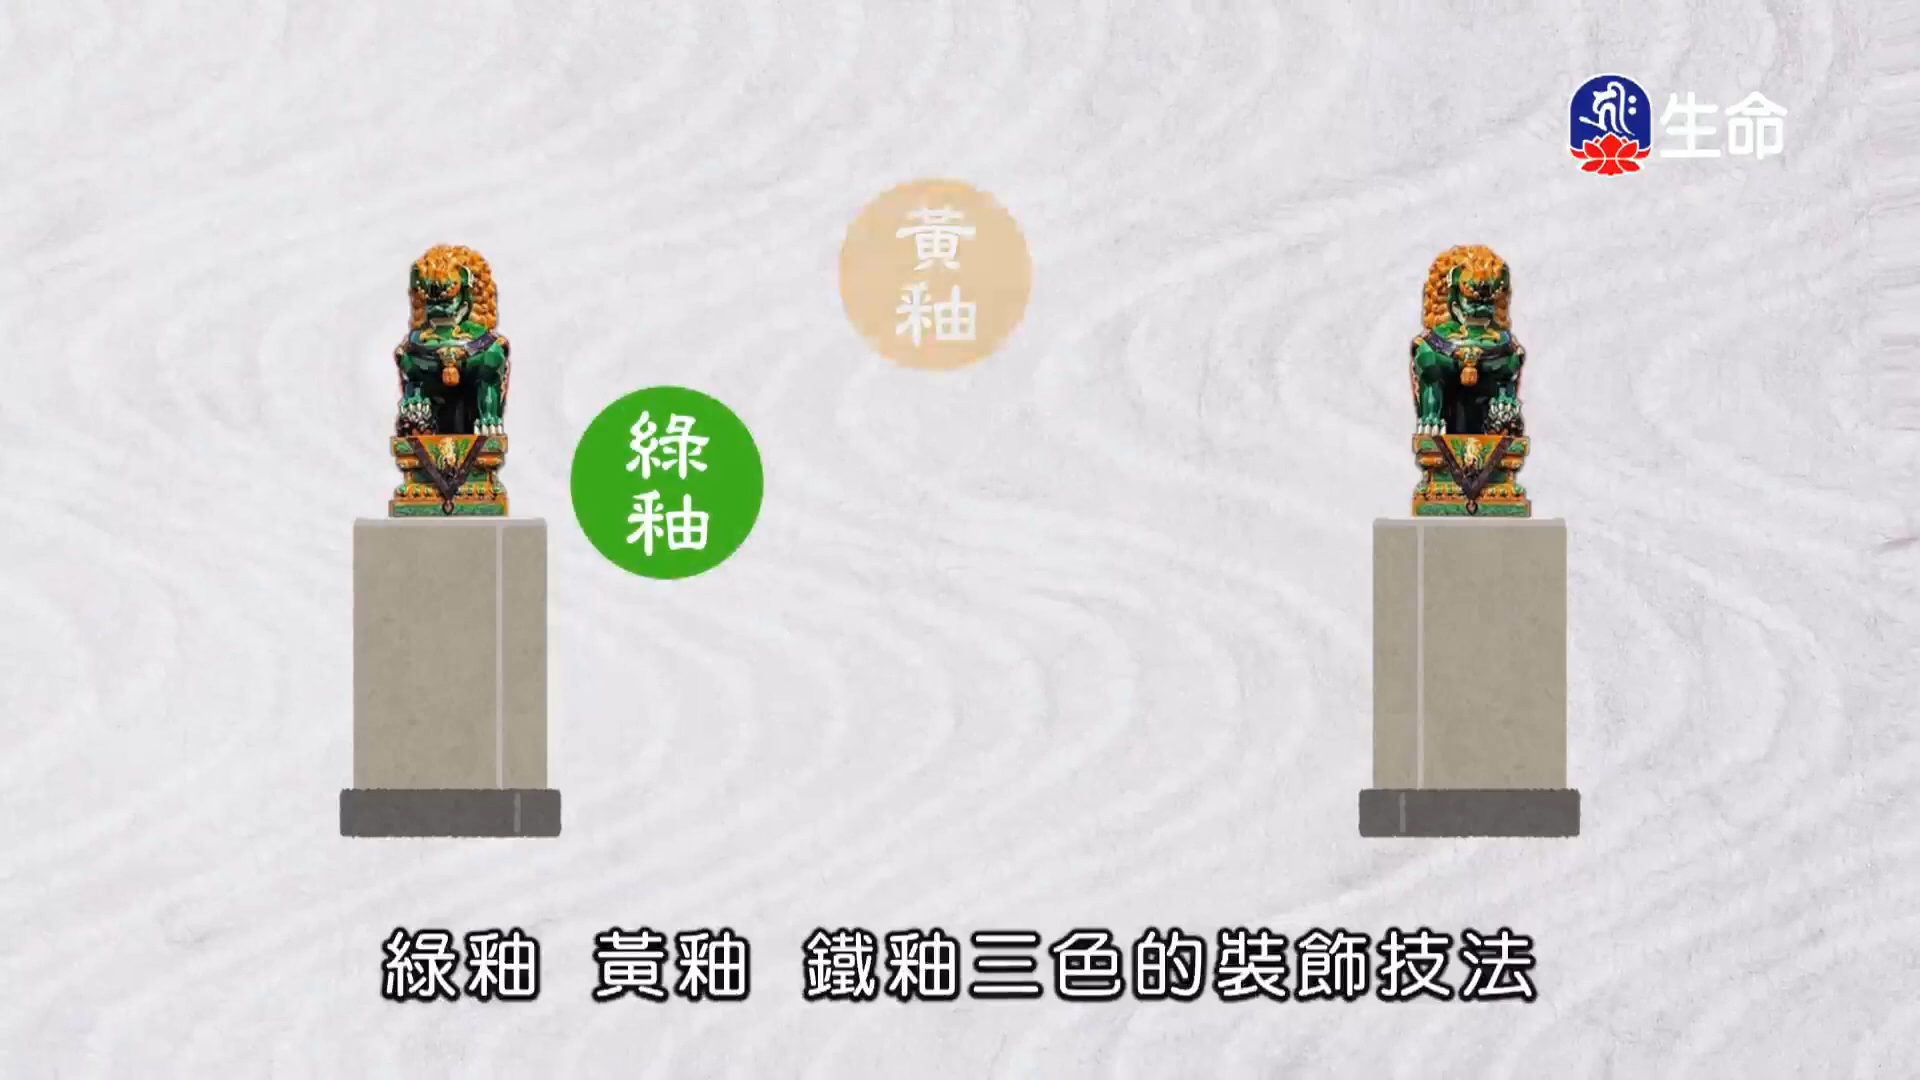 生命
黃
釉
綠
釉
綠釉 黃釉 鐵釉三色的裝飾技法